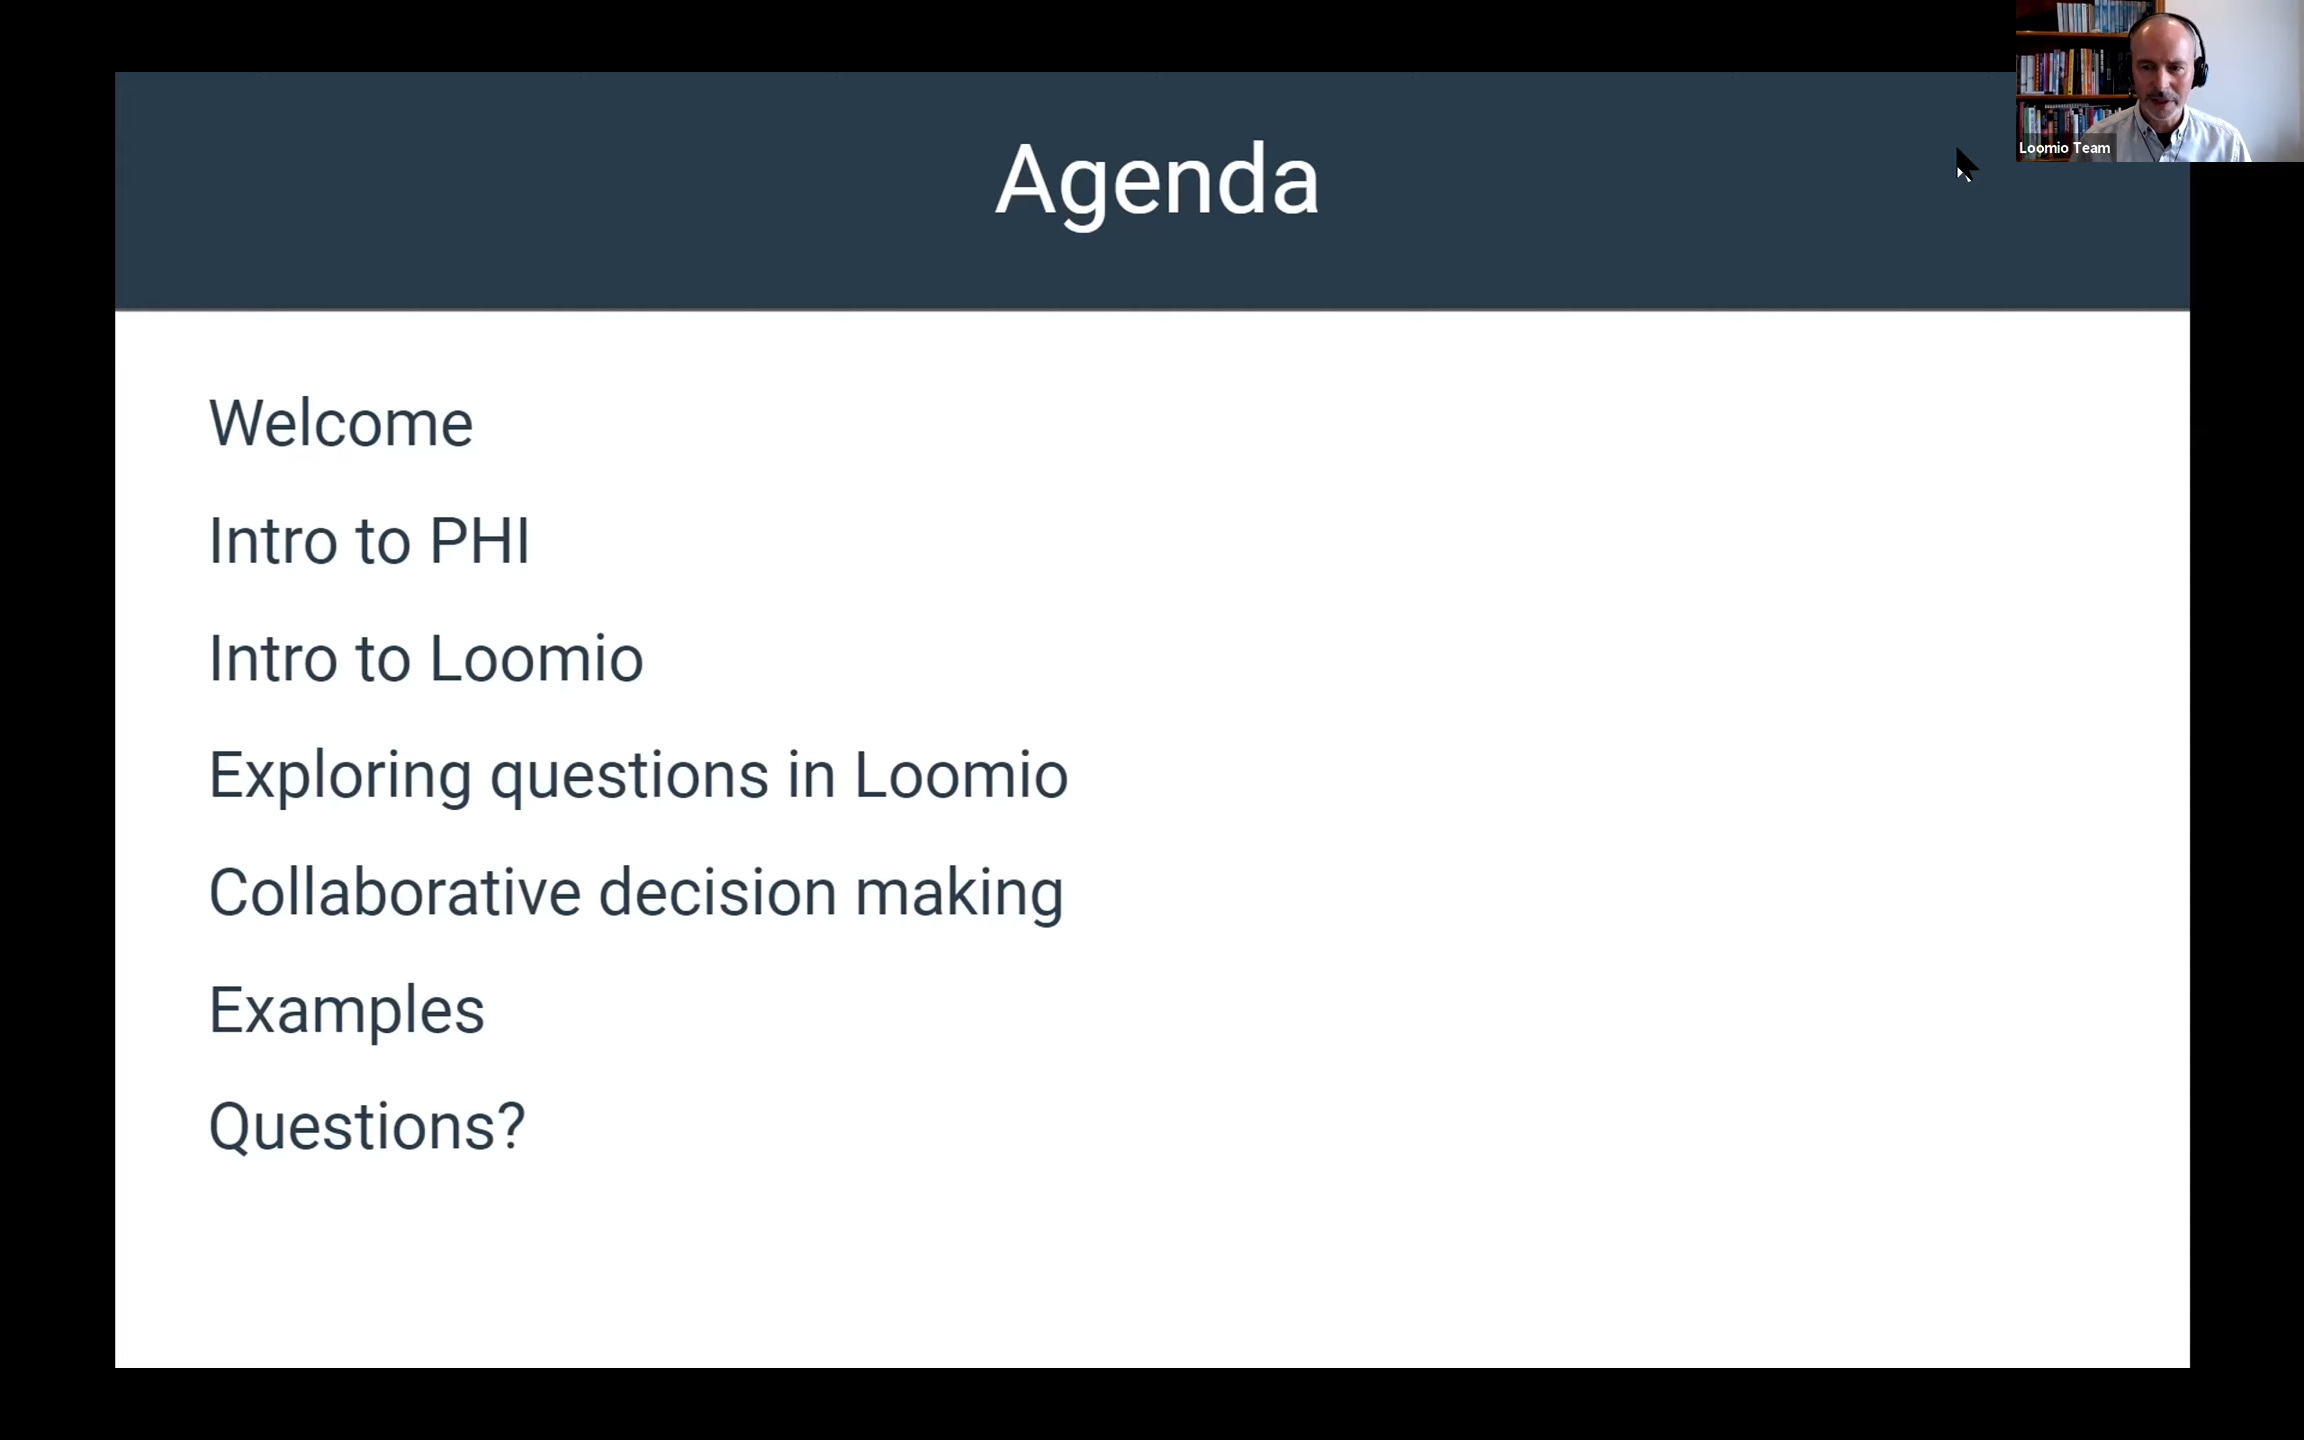 Agenda
Loomio Team
Welcome
Intro to PHI
Intro to Loomio
Exploring questions in Loomio
Collaborative decision making
Examples
Questions?